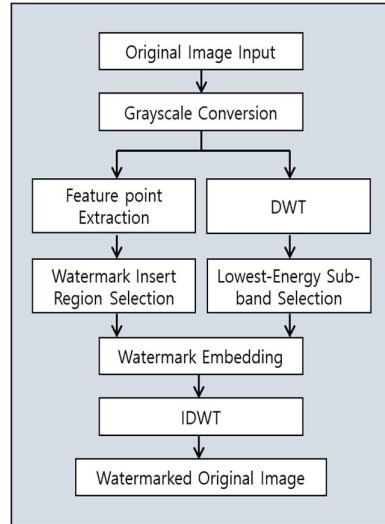 Original Image Input
Grayscale Conversion
Feature point
Extraction
DWT
Watermark Insert
Region Selection
Lowest-Energy Sub-
band Selection
Watermark Embedding
IDWT
Watermarked Original Image